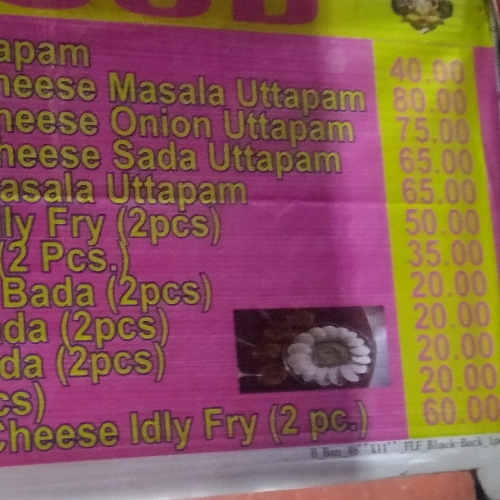 apam 40.00
heese Masala Uttapam 80.00
heese Onion Uttapam 75.00
heese Sada Uttapam 65.00
asala Uttapam 65.00
lly Fry (2pcs) 50.00
(2 Pcs.) 35.00
Bada (2pcs) 20.00
da (2pcs) 20.00
da (2pcs) 20.00
cs) 20.00
Cheese Idly Fry (2 pc.) 60.00